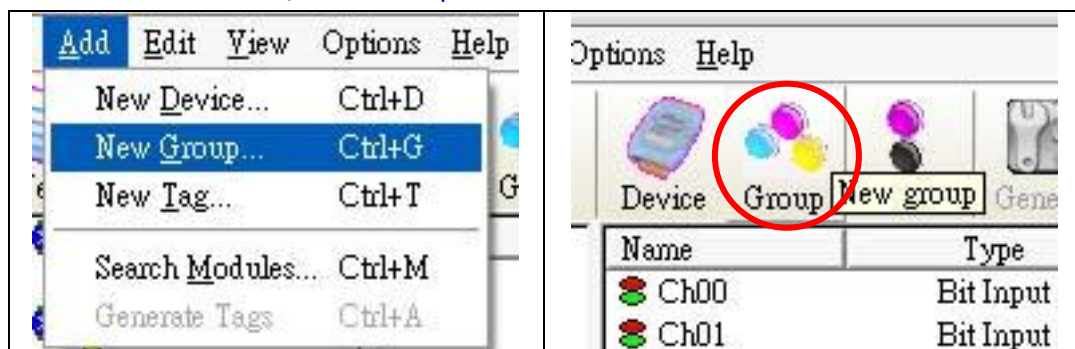 Add Edit View Options Help
New Device... Ctrl+D
New Group... Ctrl+G
New Tag... Ctrl+T
Search Modules... Ctrl+M
Generate Tags Ctrl+A
Options Help
Device Group New group Gene
Name Type
Ch00 Bit Input
Ch01 Bit Input